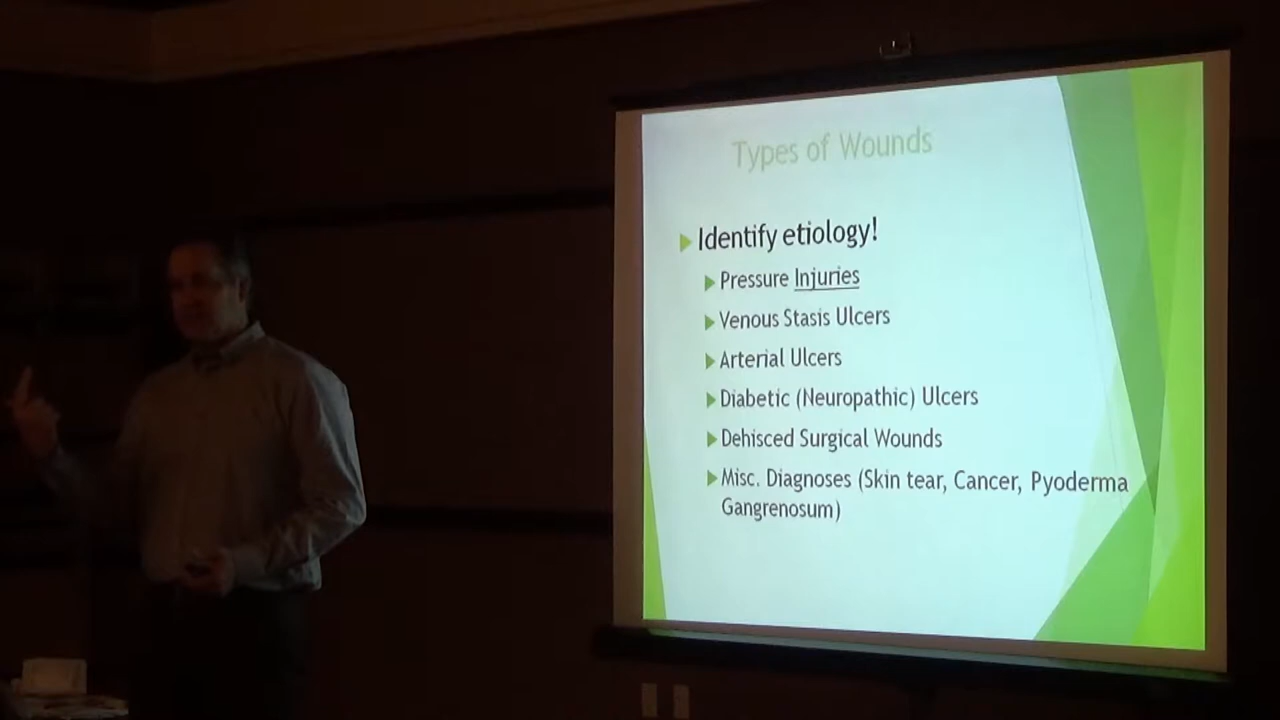 Types of Wounds
Identify etiology!
Pressure Injuries
Venous Stasis Ulcers
Arterial Ulcers
Diabetic (Neuropathic) Ulcers
Dehisced Surgical Wounds
Misc. Diagnoses (Skin tear, Cancer, Pyoderma
Gangrenosum)